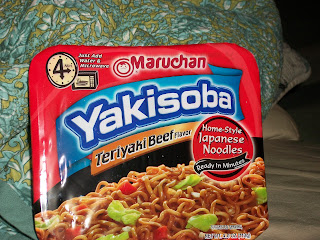 4
Just Add
Water &
Microwave
Maruchan
Yakisoba
Teriyaki Beef Flavor
Home-Style
Japanese
Noodles
Ready In Minutes